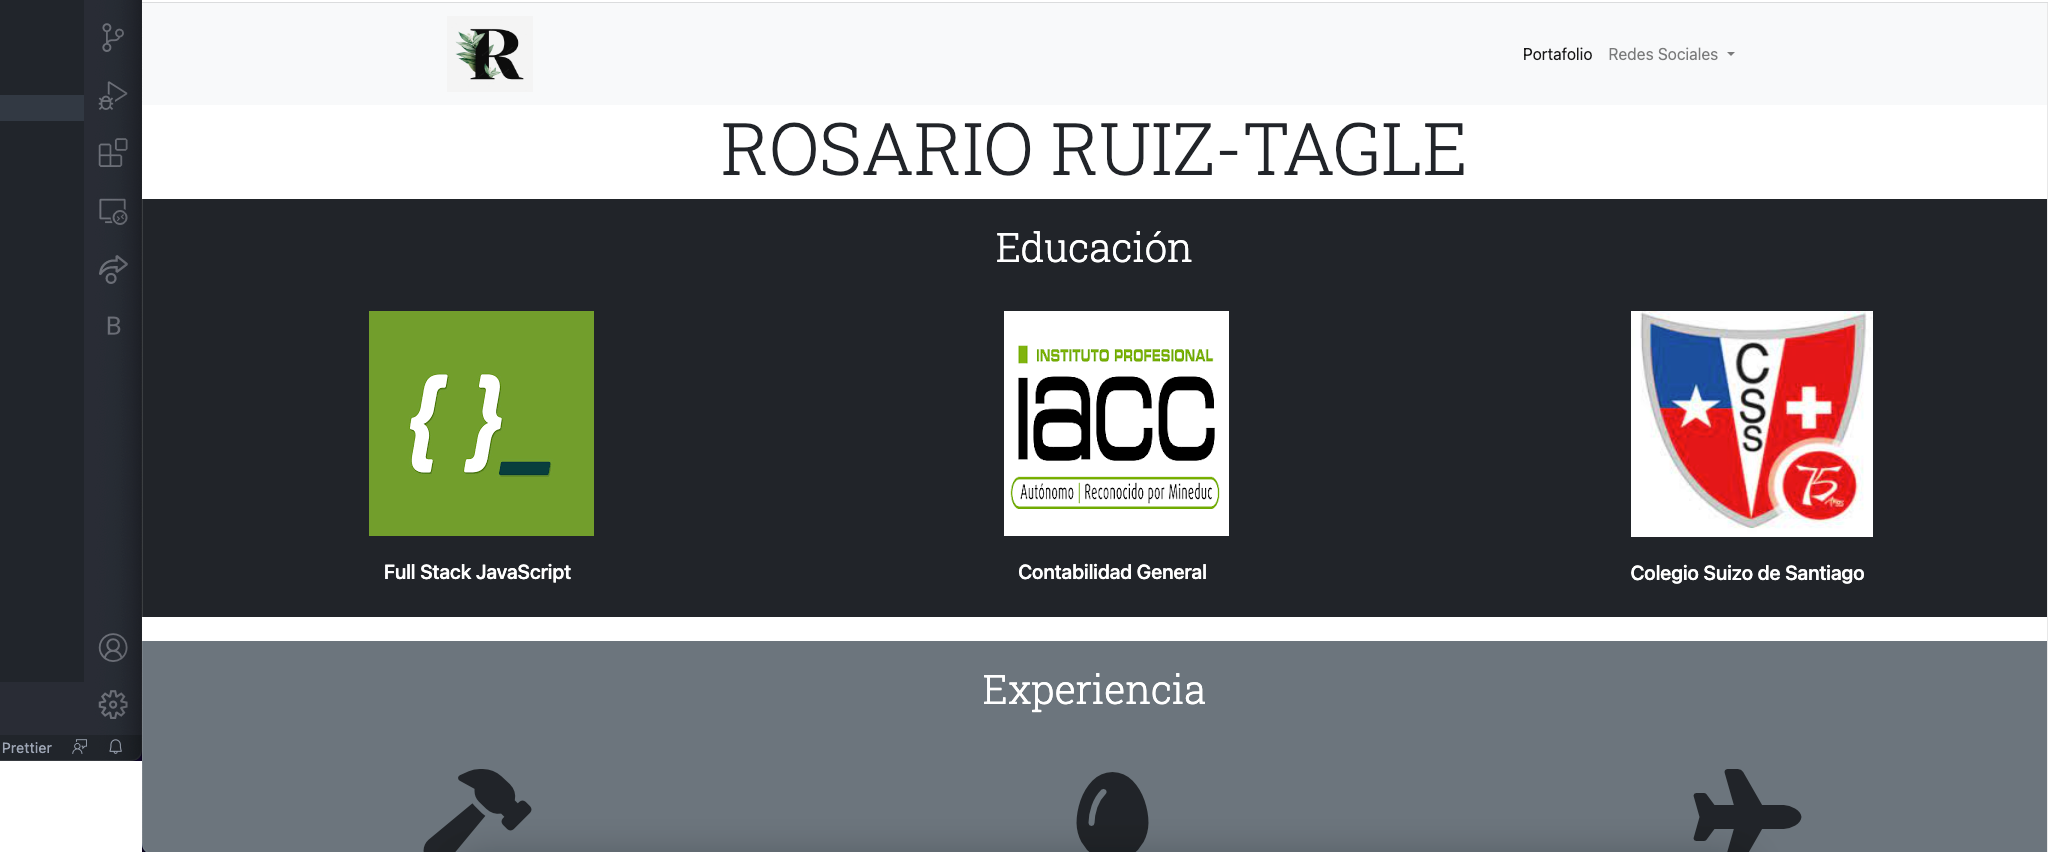 R
Portafolio Redes Sociales
ROSARIO RUIZ-TAGLE
Educación
{ }_
INSTITUTO PROFESIONAL
iacc
Autónomo | Reconocido por Mineduc
CSS
75
Full Stack JavaScript
Contabilidad General
Colegio Suizo de Santiago
Experiencia
B
Prettier